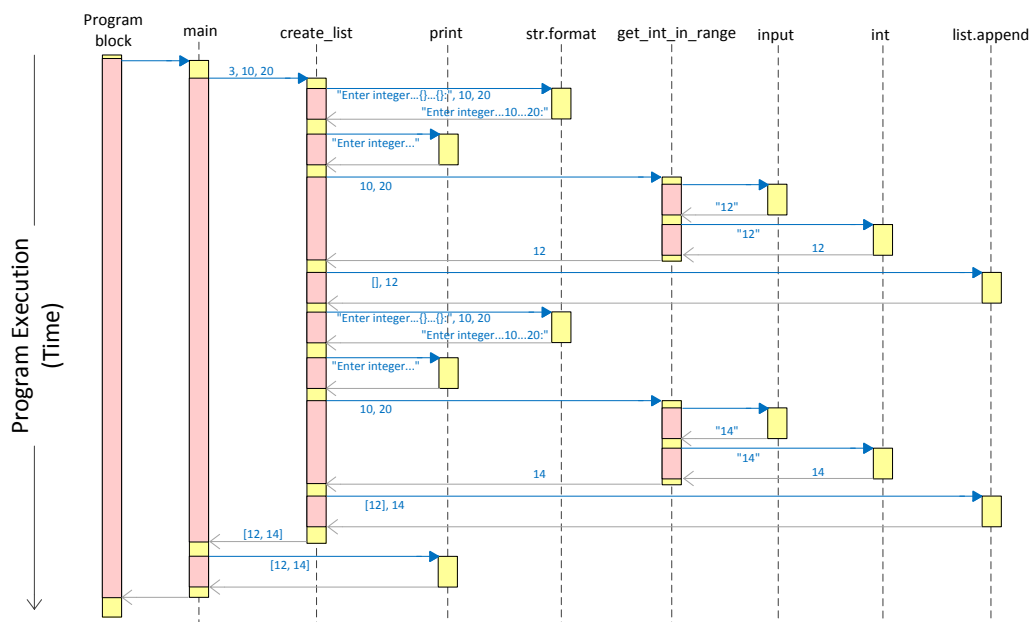 Program
block
main
create_list
print
str.format
get_int_in_range
input
int
list.append
Program Execution
(Time)
3, 10, 20
"Enter integer...{}...{}:", 10, 20
"Enter integer...10...20:"
"Enter integer..."
10, 20
"12"
"12"
12
12
[], 12
"Enter integer...{}...{}:", 10, 20
"Enter integer...10...20:"
"Enter integer..."
10, 20
"14"
"14"
14
14
[12], 14
[12, 14]
[12, 14]